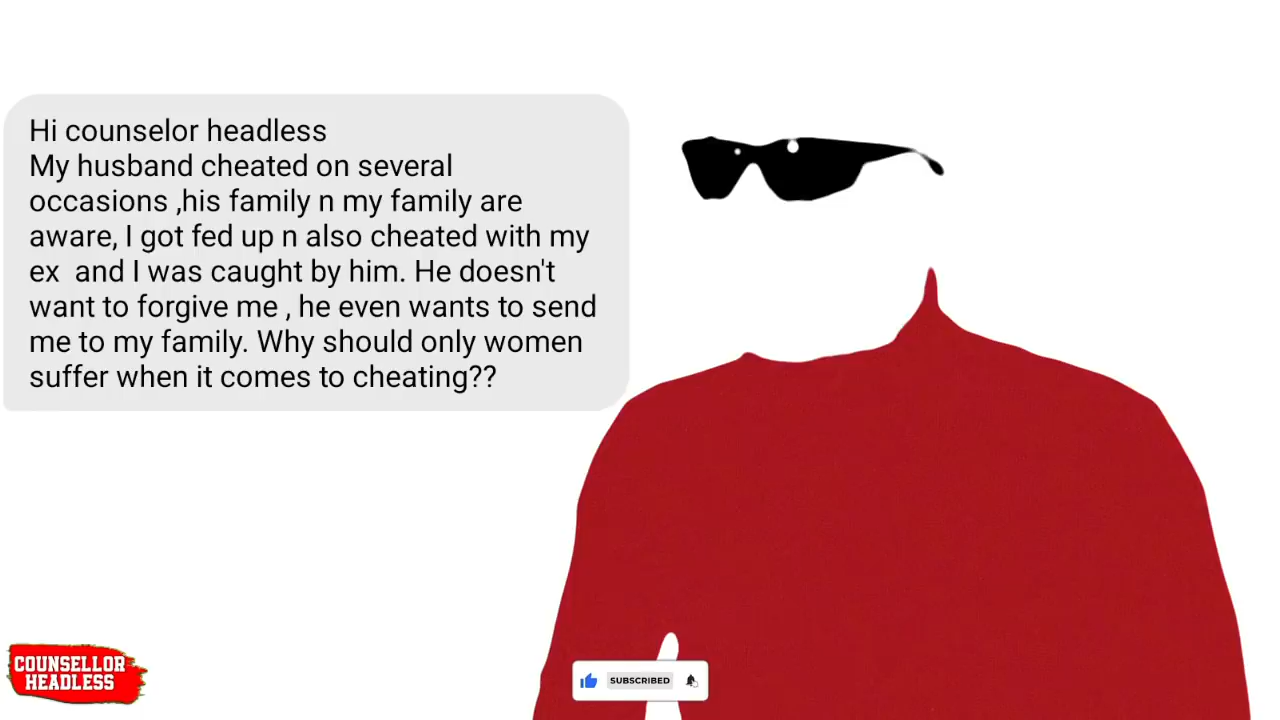 Hi counselor headless
My husband cheated on several
occasions ,his family n my family are
aware, I got fed up n also cheated with my
ex  and I was caught by him. He doesn't
want to forgive me , he even wants to send
me to my family. Why should only women
suffer when it comes to cheating??
COUNSELLOR
HEADLESS
SUBSCRIBED